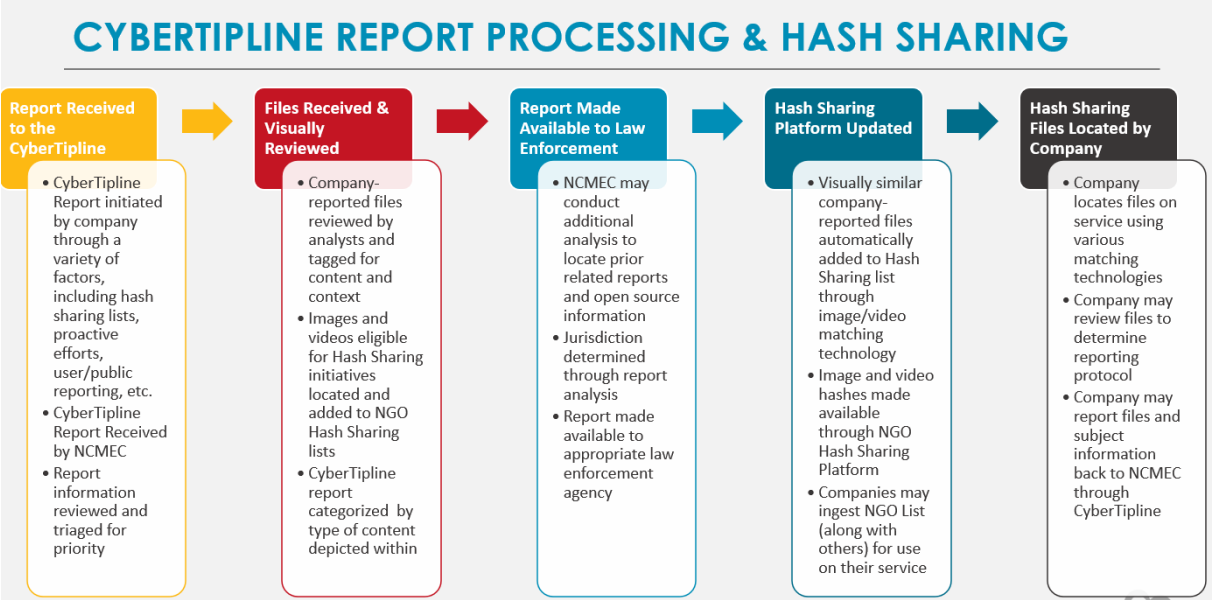 CYBERTIPLINE REPORT PROCESSING & HASH SHARING
Report Received
to the
CyberTipline
• CyberTipline
Report initiated
by company
through a
variety of
factors,
including hash
sharing lists,
proactive
efforts,
user/public
reporting, etc.
• CyberTipline
Report Received
by NCMEC
• Report
information
reviewed and
triaged for
priority
Files Received &
Visually
Reviewed
• Company-
reported files
reviewed by
analysts and
tagged for
content and
context
• Images and
videos eligible
for Hash Sharing
initiatives
located and
added to NGO
Hash Sharing
lists
• CyberTipline
report
categorized by
type of content
depicted within
Report Made
Available to Law
Enforcement
• NCMEC may
conduct
additional
analysis to
locate prior
related reports
and open source
information
• Jurisdiction
determined
through report
analysis
• Report made
available to
appropriate law
enforcement
agency
Hash Sharing
Platform Updated
• Visually similar
company-
reported files
automatically
added to Hash
Sharing list
through
image/video
matching
technology
• Image and video
hashes made
available
through NGO
Hash Sharing
Platform
• Companies may
ingest NGO List
(along with
others) for use
on their service
Hash Sharing
Files Located by
Company
• Company
locates files on
service using
various
matching
technologies
• Company may
review files to
determine
reporting
protocol
• Company may
report files and
subject
information
back to NCMEC
through
CyberTipline